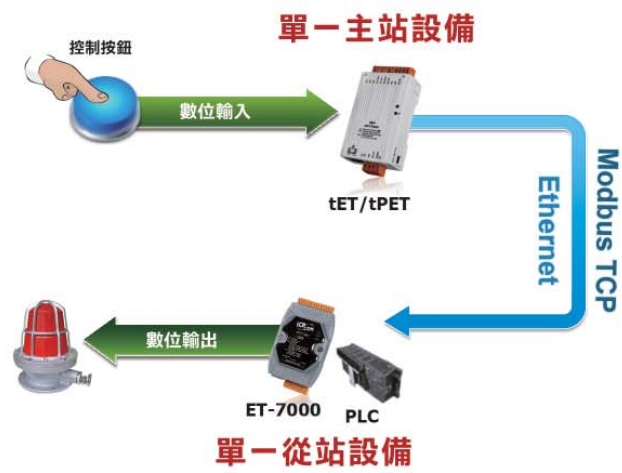 單一主站設備
控制按鈕
數位輸入
tET/tPET
Modbus TCP
Ethernet
數位輸出
ET-7000
PLC
單一從站設備